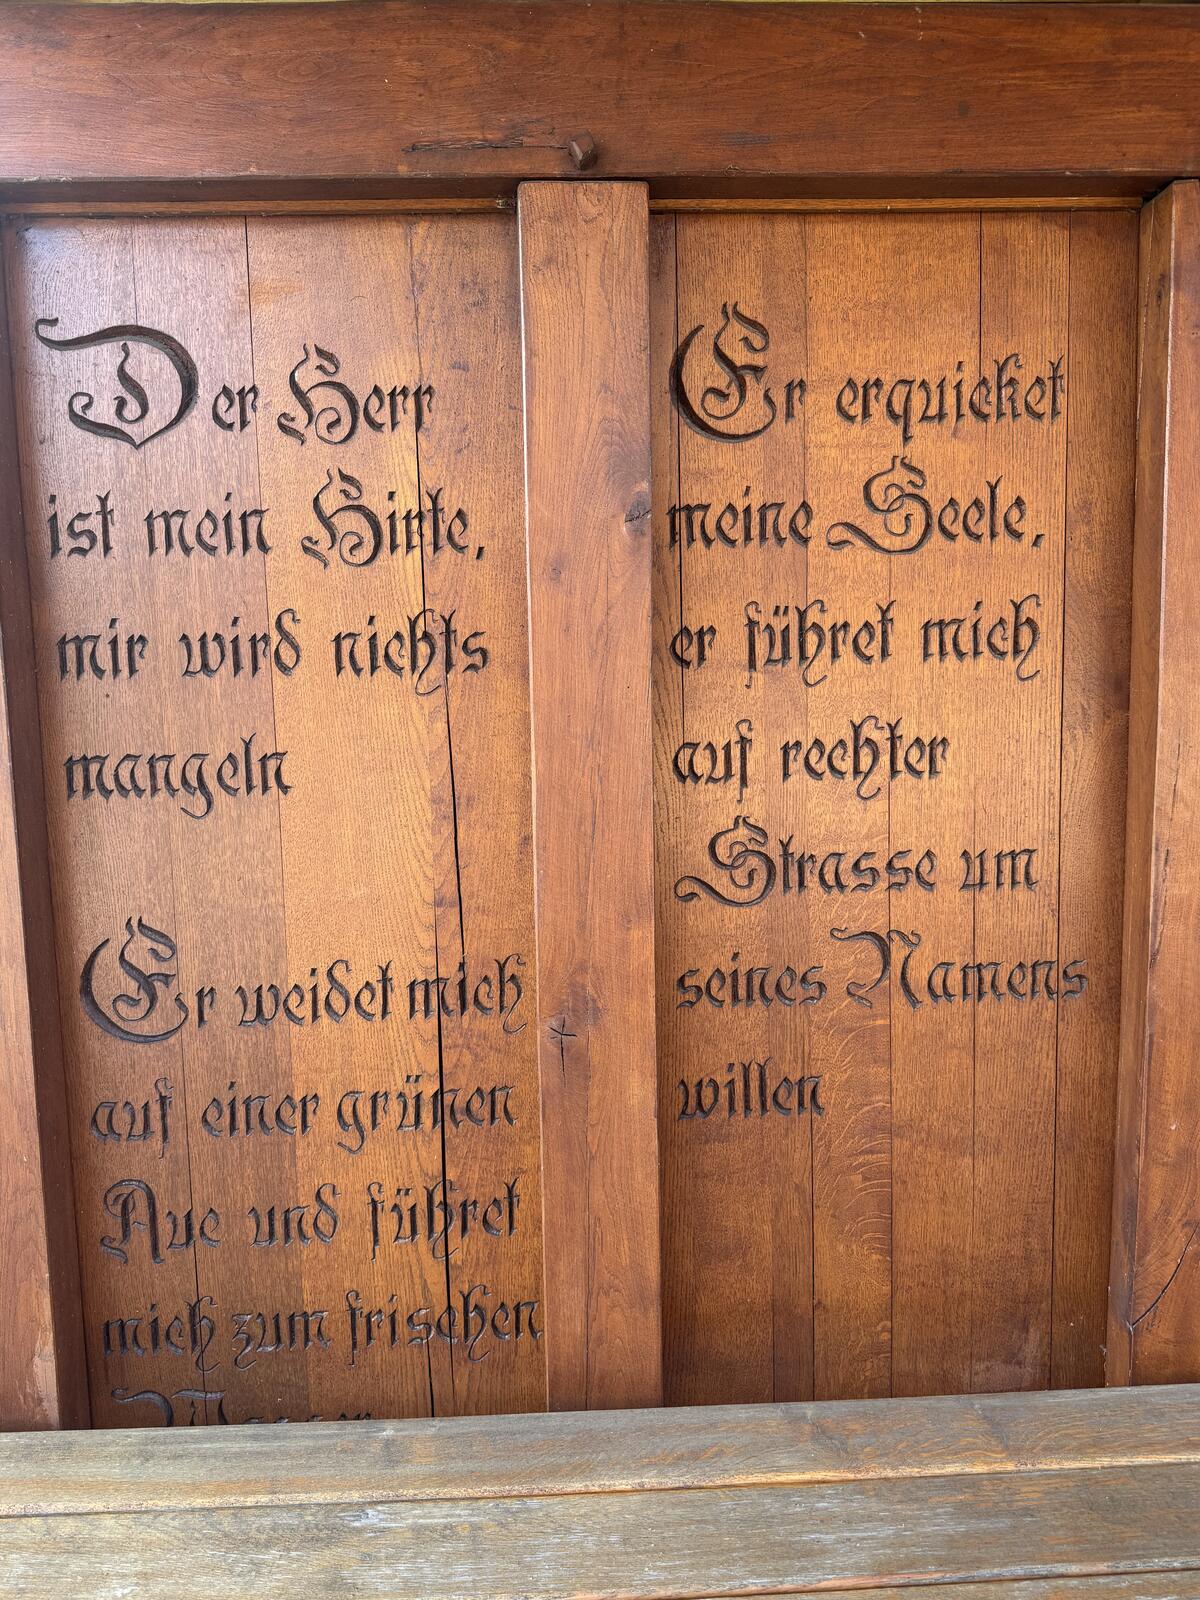 Der Herr
ist mein Hirte,
mir wird nichts
mangeln
Er weidet mich
auf einer grünen
Aue und führet
mich zum frischen
Wasser
Er erquicket
meine Seele,
er führet mich
auf rechter
Strasse um
seines Namens
willen